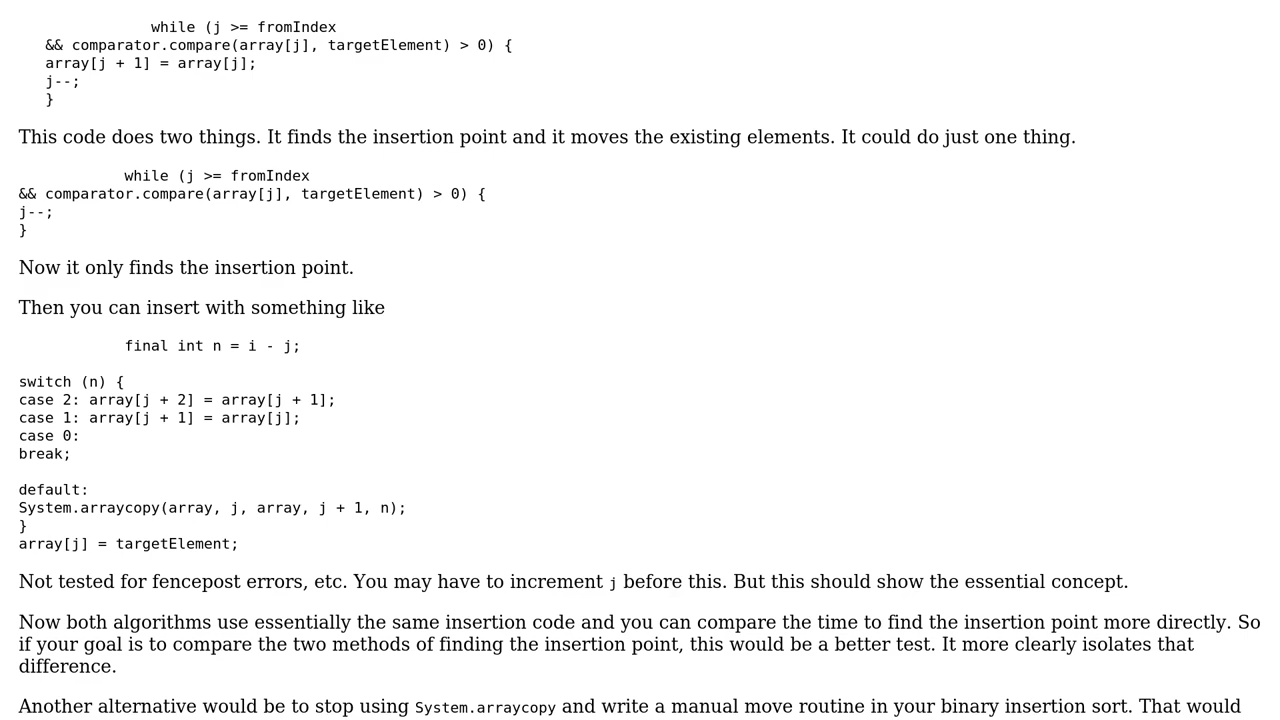 while (j >= fromIndex
&& comparator.compare(array[j], targetElement) > 0) {
array[j + 1] = array[j];
j--;
}
This code does two things. It finds the insertion point and it moves the existing elements. It could do just one thing.
while (j >= fromIndex
&& comparator.compare(array[j], targetElement) > 0) {
j--;
}
Now it only finds the insertion point.
Then you can insert with something like
final int n = i - j;
switch (n) {
case 2: array[j + 2] = array[j + 1];
case 1: array[j + 1] = array[j];
case 0:
break;
default:
System.arraycopy(array, j, array, j + 1, n);
}
array[j] = targetElement;
Not tested for fencepost errors, etc. You may have to increment j before this. But this should show the essential concept.
Now both algorithms use essentially the same insertion code and you can compare the time to find the insertion point more directly. So
if your goal is to compare the two methods of finding the insertion point, this would be a better test. It more clearly isolates that
difference.
Another alternative would be to stop using System.arraycopy and write a manual move routine in your binary insertion sort. That would